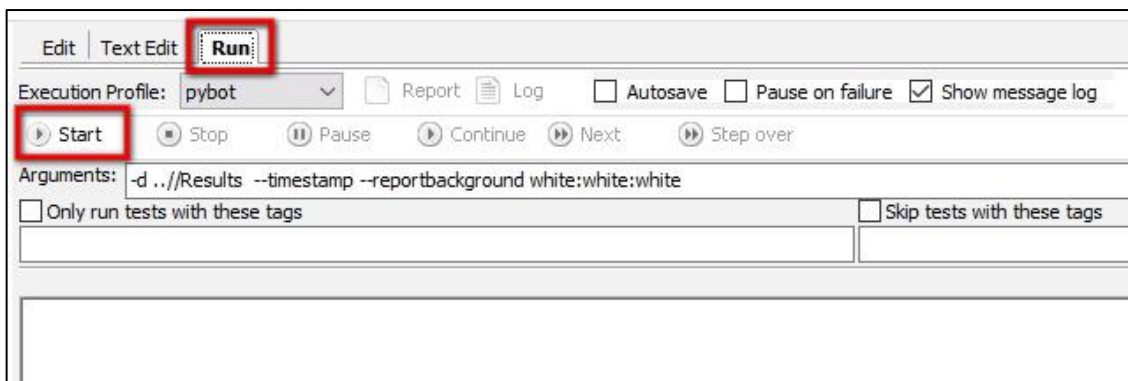 Edit Text Edit Run
Execution Profile: pybot Report Log Autosave Pause on failure Show message log
Start Stop Pause Continue Next Step over
Arguments: -d ..//Results --timestamp --reportbackground white:white:white
Only run tests with these tags Skip tests with these tags